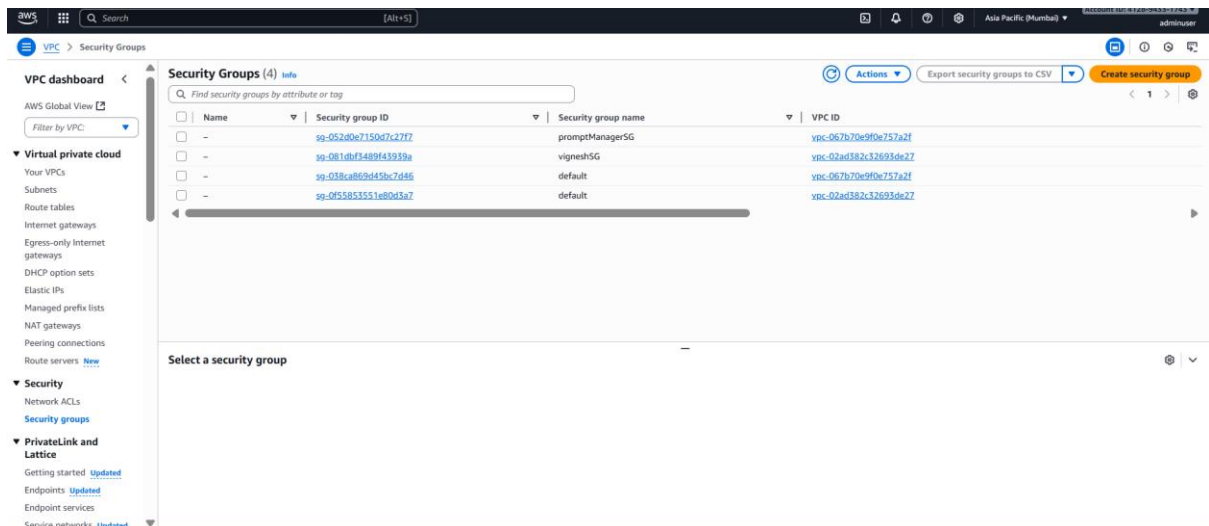 aws
Search [Alt+S]
Asia Pacific (Mumbai) ▼
adminuser
VPC > Security Groups
VPC dashboard <
AWS Global View
Filter by VPC:
Virtual private cloud
Your VPCs
Subnets
Route tables
Internet gateways
Egress-only internet
gateways
DHCP option sets
Elastic IPs
Managed prefix lists
NAT gateways
Peering connections
Route servers New
Security
Network ACLs
Security groups
PrivateLink and
Lattice
Getting started Updated
Endpoints Updated
Endpoint services
Service networks Updated
Security Groups (4) Info
Actions ▼ Export security groups to CSV ▼ Create security group
Find security groups by attribute or tag
< 1 >
Name Security group ID Security group name VPC ID
– sg-052d0e7150d7c27f7 promptManagerSG vpc-067b70e9f0e757a2f
– sg-081dbf3489f43939a vigneshSG vpc-02ad382c32693de27
– sg-038ca869d45bc7d46 default vpc-067b70e9f0e757a2f
– sg-0f55853551e80d3a7 default vpc-02ad382c32693de27
Select a security group